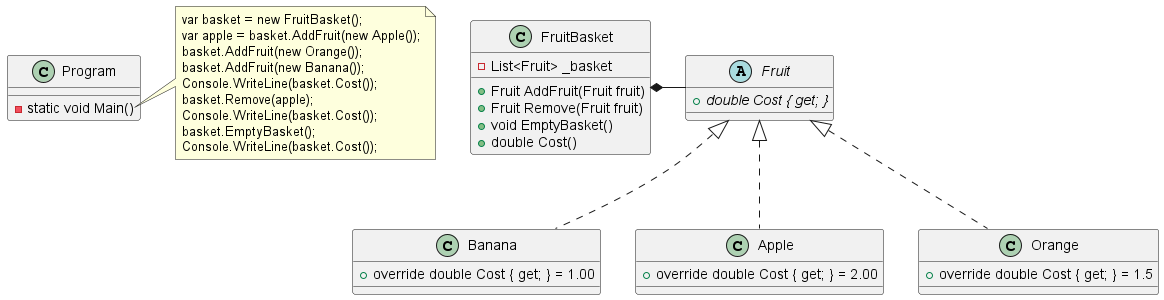 C Program
static void Main()
var basket = new FruitBasket();
var apple = basket.AddFruit(new Apple());
basket.AddFruit(new Orange());
basket.AddFruit(new Banana());
Console.WriteLine(basket.Cost());
basket.Remove(apple);
Console.WriteLine(basket.Cost());
basket.EmptyBasket();
Console.WriteLine(basket.Cost());
C FruitBasket
List<Fruit> _basket
Fruit AddFruit(Fruit fruit)
Fruit Remove(Fruit fruit)
void EmptyBasket()
double Cost()
A Fruit
double Cost { get; }
C Banana
override double Cost { get; } = 1.00
C Apple
override double Cost { get; } = 2.00
C Orange
override double Cost { get; } = 1.5